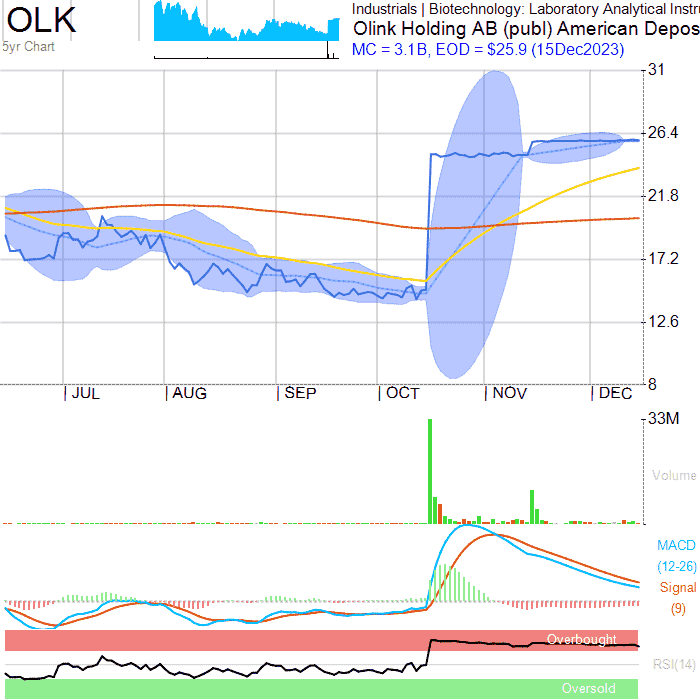 OLK
5yr Chart
Industrials | Biotechnology: Laboratory Analytical Instru
Olink Holding AB (publ) American Depos
MC = 3.1B, EOD = $25.9 (15Dec2023)
31
26.4
21.8
17.2
12.6
8
| JUL | AUG | SEP | OCT | NOV | DEC
33M
Volume
MACD
(12-26)
Signal
(9)
Overbought
RSI(14)
Oversold